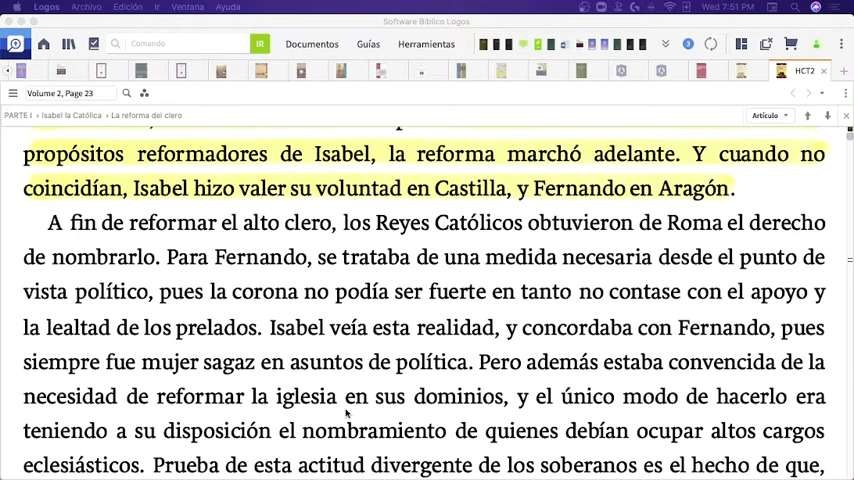 Logos Archivo Edición Ir Ventana Ayuda Wed 7:51 PM
Software Bíblico Logos
Comando IR Documentos Guías Herramientas 3
HCT2
Volume 2, Page 23
PARTE I › Isabel la Católica › La reforma del clero Artículo
propósitos reformadores de Isabel, la reforma marchó adelante. Y cuando no
coincidían, Isabel hizo valer su voluntad en Castilla, y Fernando en Aragón.
A fin de reformar el alto clero, los Reyes Católicos obtuvieron de Roma el derecho
de nombrarlo. Para Fernando, se trataba de una medida necesaria desde el punto de
vista político, pues la corona no podía ser fuerte en tanto no contase con el apoyo y
la lealtad de los prelados. Isabel veía esta realidad, y concordaba con Fernando, pues
siempre fue mujer sagaz en asuntos de política. Pero además estaba convencida de la
necesidad de reformar la iglesia en sus dominios, y el único modo de hacerlo era
teniendo a su disposición el nombramiento de quienes debían ocupar altos cargos
eclesiásticos. Prueba de esta actitud divergente de los soberanos es el hecho de que,